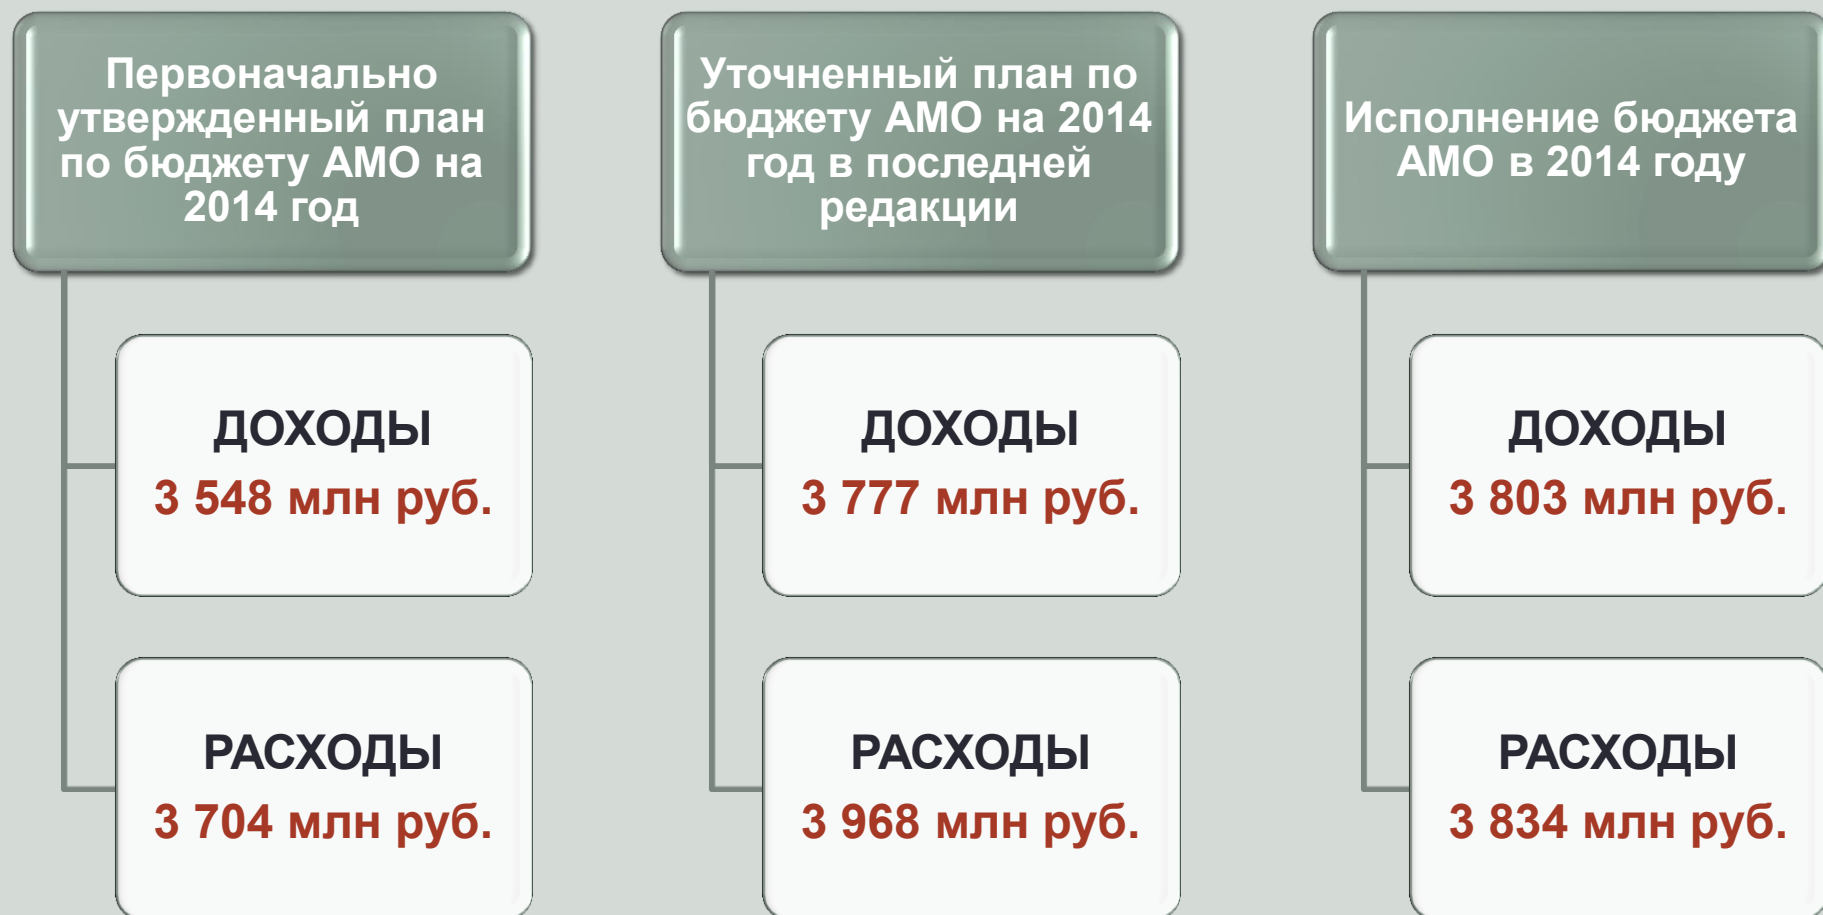 Первоначально
утвержденный план
по бюджету АМО на
2014 год
ДОХОДЫ
3 548 млн руб.
РАСХОДЫ
3 704 млн руб.
Уточненный план по
бюджету АМО на 2014
год в последней
редакции
ДОХОДЫ
3 777 млн руб.
РАСХОДЫ
3 968 млн руб.
Исполнение бюджета
АМО в 2014 году
ДОХОДЫ
3 803 млн руб.
РАСХОДЫ
3 834 млн руб.